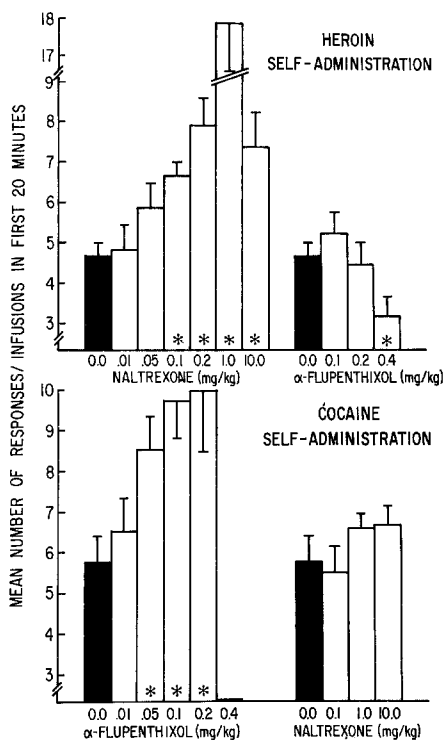 MEAN NUMBER OF RESPONSES/ INFUSIONS IN FIRST 20 MINUTES
HEROIN
SELF-ADMINISTRATION
18
17
9
8
7
6
5
4
3
* * * * *
0.0 .01 .05 0.1 0.2 1.0 10.0 0.0 0.1 0.2 0.4
NALTREXONE (mg/kg) α-FLUPENTHIXOL (mg/kg)
COCAINE
SELF-ADMINISTRATION
10
9
8
7
6
5
4
3
* * *
0.0 .01 .05 0.1 0.2 0.4 0.0 0.1 1.0 10.0
α-FLUPENTHIXOL (mg/kg) NALTREXONE (mg/kg)